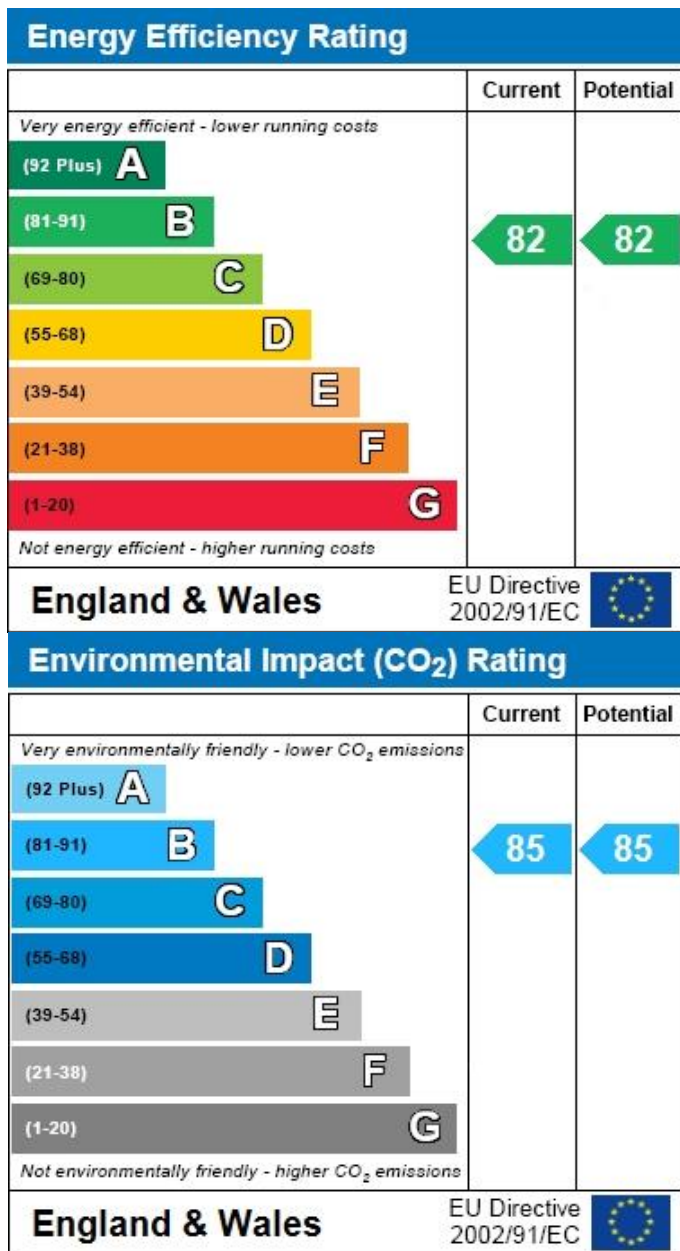 Energy Efficiency Rating
Current Potential
Very energy efficient - lower running costs
(92 Plus) A
(81-91) B
82 82
(69-80) C
(55-68) D
(39-54) E
(21-38) F
(1-20) G
Not energy efficient - higher running costs
England & Wales
EU Directive
2002/91/EC
Environmental Impact (CO₂) Rating
Current Potential
Very environmentally friendly - lower CO₂ emissions
(92 Plus) A
(81-91) B
85 85
(69-80) C
(55-68) D
(39-54) E
(21-38) F
(1-20) G
Not environmentally friendly - higher CO₂ emissions
England & Wales
EU Directive
2002/91/EC